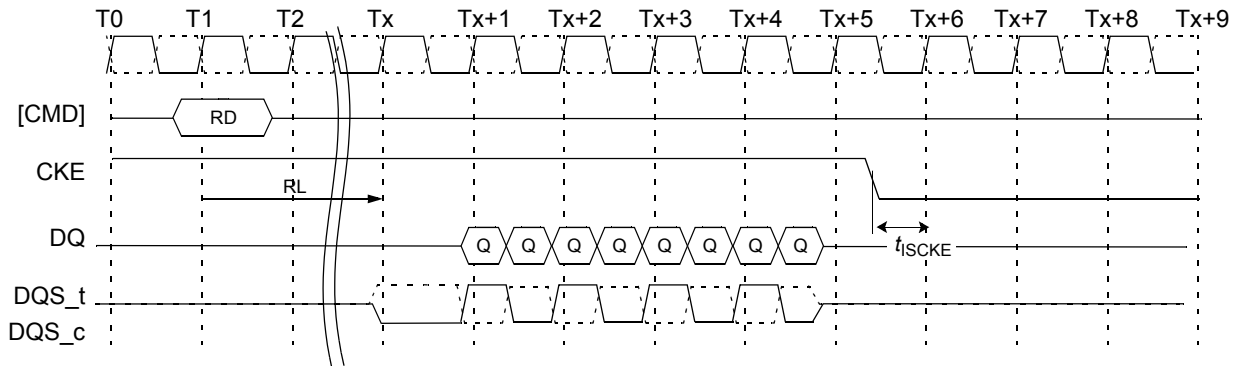 T0 T1 T2 Tx Tx+1 Tx+2 Tx+3 Tx+4 Tx+5 Tx+6 Tx+7 Tx+8 Tx+9
[CMD] RD
CKE
RL
DQ Q Q Q Q Q Q Q Q tISCKE
DQS_t
DQS_c